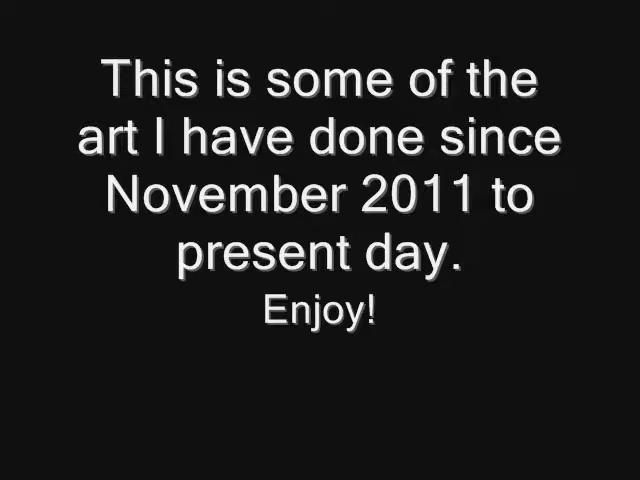 This is some of the
art I have done since
November 2011 to
present day.
Enjoy!